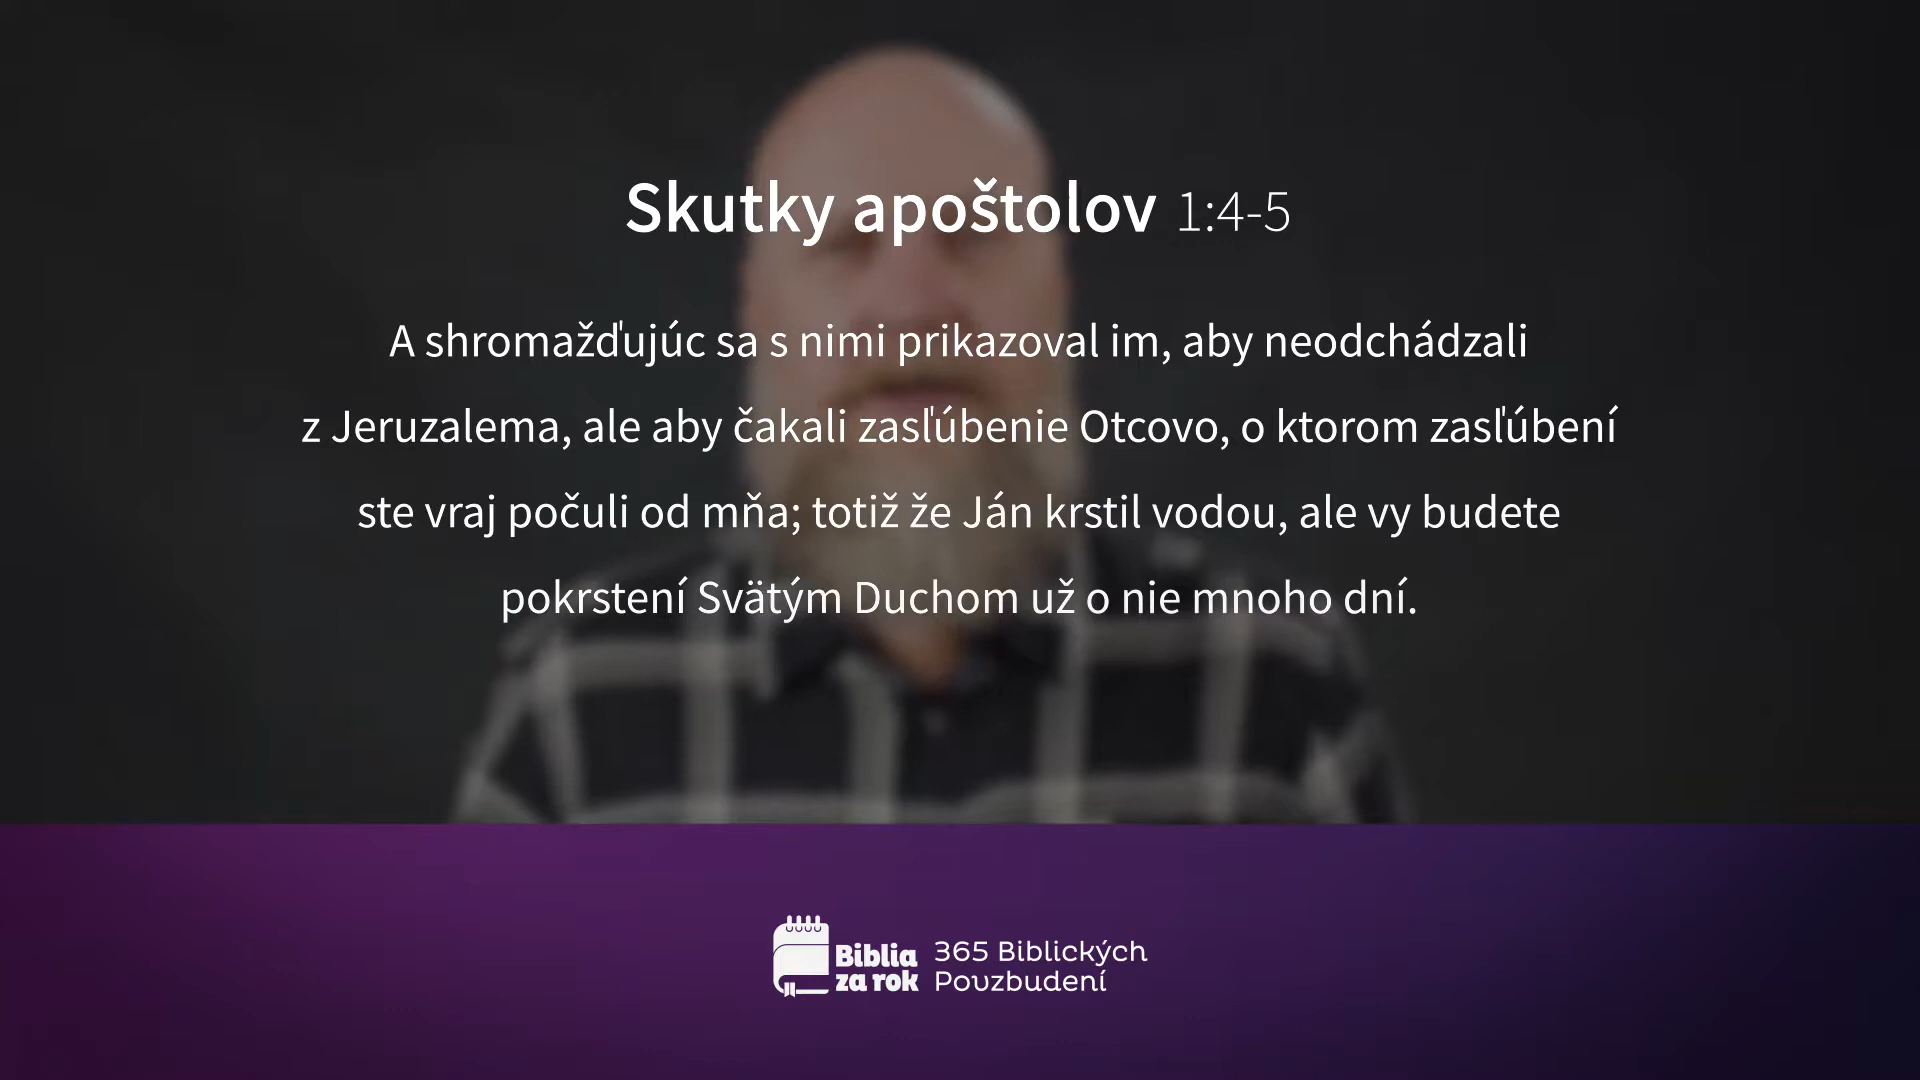 Skutky apoštolov 1:4-5
A shromažďujúc sa s nimi prikazoval im, aby neodchádzali
z Jeruzalema, ale aby čakali zasľúbenie Otcovo, o ktorom zasľúbení
ste vraj počuli od mňa; totiž že Ján krstil vodou, ale vy budete
pokrstení Svätým Duchom už o nie mnoho dní.
Biblia
za rok
365 Biblických
Povzbudení